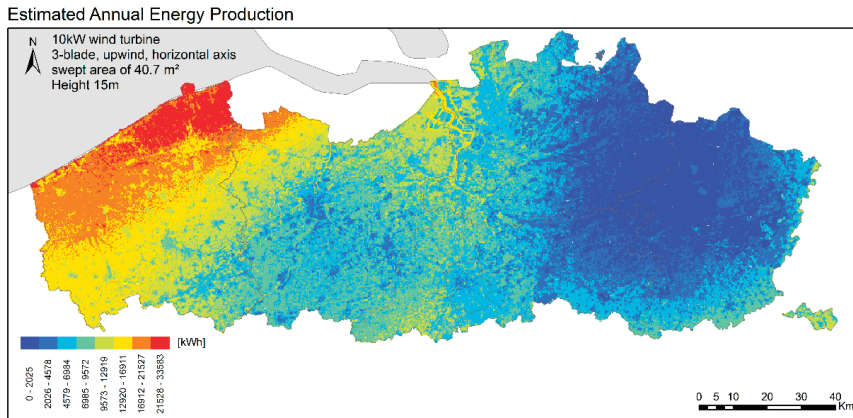 Estimated Annual Energy Production
N
10kW wind turbine
3-blade, upwind, horizontal axis
swept area of 40.7 m²
Height 15m
[kWh]
0 - 2025
2026 - 4578
4579 - 6984
6985 - 9572
9573 - 12919
12920 - 16911
16912 - 21527
21528 - 33583
0 5 10 20 30 40
Km